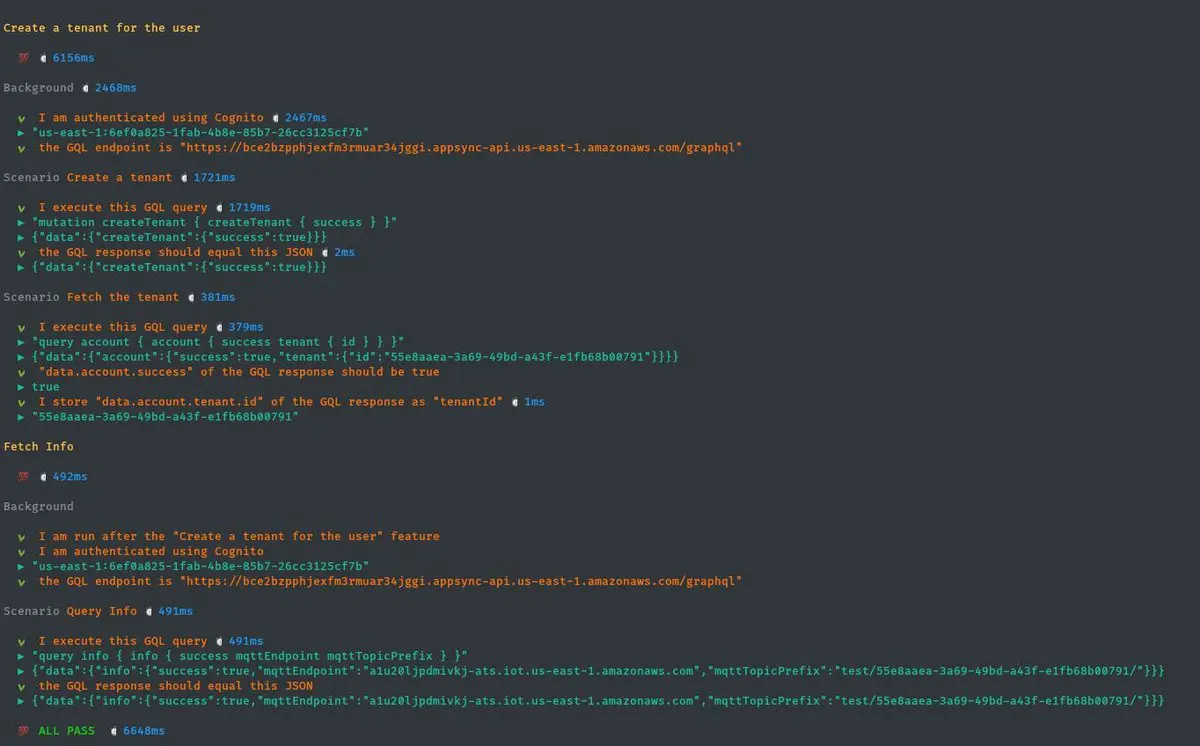 Create a tenant for the user
💯 6156ms
Background 2468ms
I am authenticated using Cognito 2467ms
"us-east-1:6ef0a825-1fab-4b8e-85b7-26cc3125cf7b"
the GQL endpoint is "https://bce2bzpphjexfm3rmuar34jggi.appsync-api.us-east-1.amazonaws.com/graphql"
Scenario Create a tenant 1721ms
I execute this GQL query 1719ms
"mutation createTenant { createTenant { success } }"
{"data":{"createTenant":{"success":true}}}
the GQL response should equal this JSON 2ms
{"data":{"createTenant":{"success":true}}}
Scenario Fetch the tenant 381ms
I execute this GQL query 379ms
"query account { account { success tenant { id } } }"
{"data":{"account":{"success":true,"tenant":{"id":"55e8aaea-3a69-49bd-a43f-e1fb68b00791"}}}}
"data.account.success" of the GQL response should be true
true
I store "data.account.tenant.id" of the GQL response as "tenantId" 1ms
"55e8aaea-3a69-49bd-a43f-e1fb68b00791"
Fetch Info
💯 492ms
Background
I am run after the "Create a tenant for the user" feature
I am authenticated using Cognito
"us-east-1:6ef0a825-1fab-4b8e-85b7-26cc3125cf7b"
the GQL endpoint is "https://bce2bzpphjexfm3rmuar34jggi.appsync-api.us-east-1.amazonaws.com/graphql"
Scenario Query Info 491ms
I execute this GQL query 491ms
"query info { info { success mqttEndpoint mqttTopicPrefix } }"
{"data":{"info":{"success":true,"mqttEndpoint":"a1u20ljpdmivkj-ats.iot.us-east-1.amazonaws.com","mqttTopicPrefix":"test/55e8aaea-3a69-49bd-a43f-e1fb68b00791/"}}}
the GQL response should equal this JSON
{"data":{"info":{"success":true,"mqttEndpoint":"a1u20ljpdmivkj-ats.iot.us-east-1.amazonaws.com","mqttTopicPrefix":"test/55e8aaea-3a69-49bd-a43f-e1fb68b00791/"}}}
💯 ALL PASS 6648ms